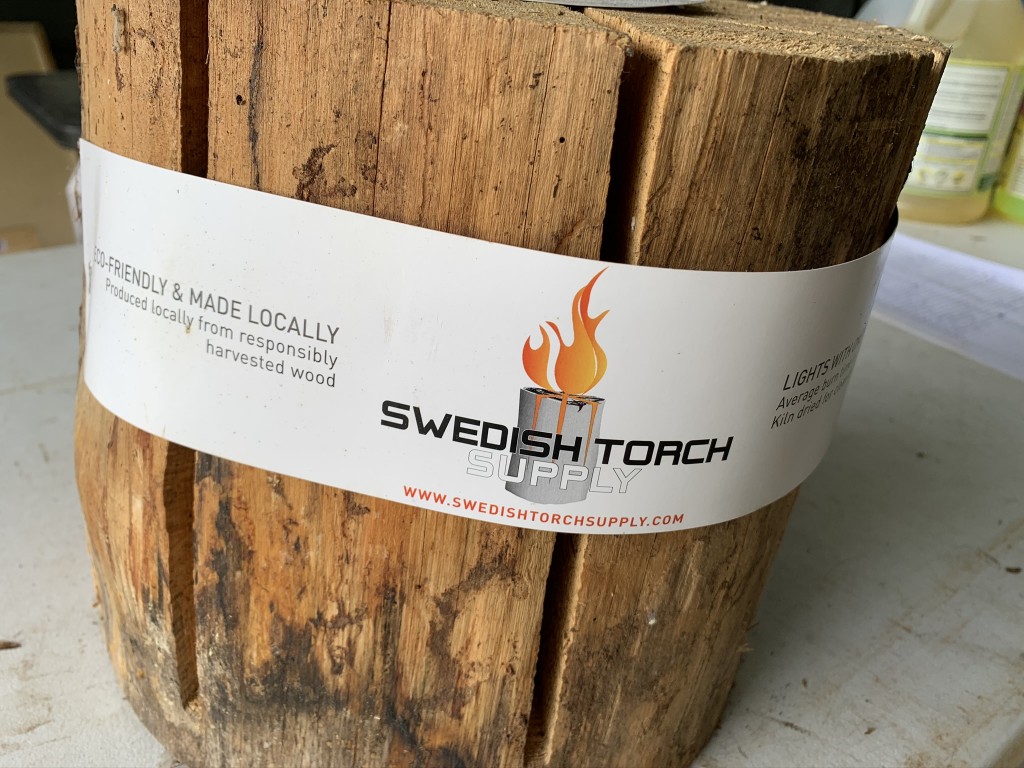 ECO-FRIENDLY & MADE LOCALLY
Produced locally from responsibly
harvested wood
SWEDISH TORCH
SUPPLY
WWW.SWEDISHTORCHSUPPLY.COM
LIGHTS WITH
Average burn
Kiln dried for